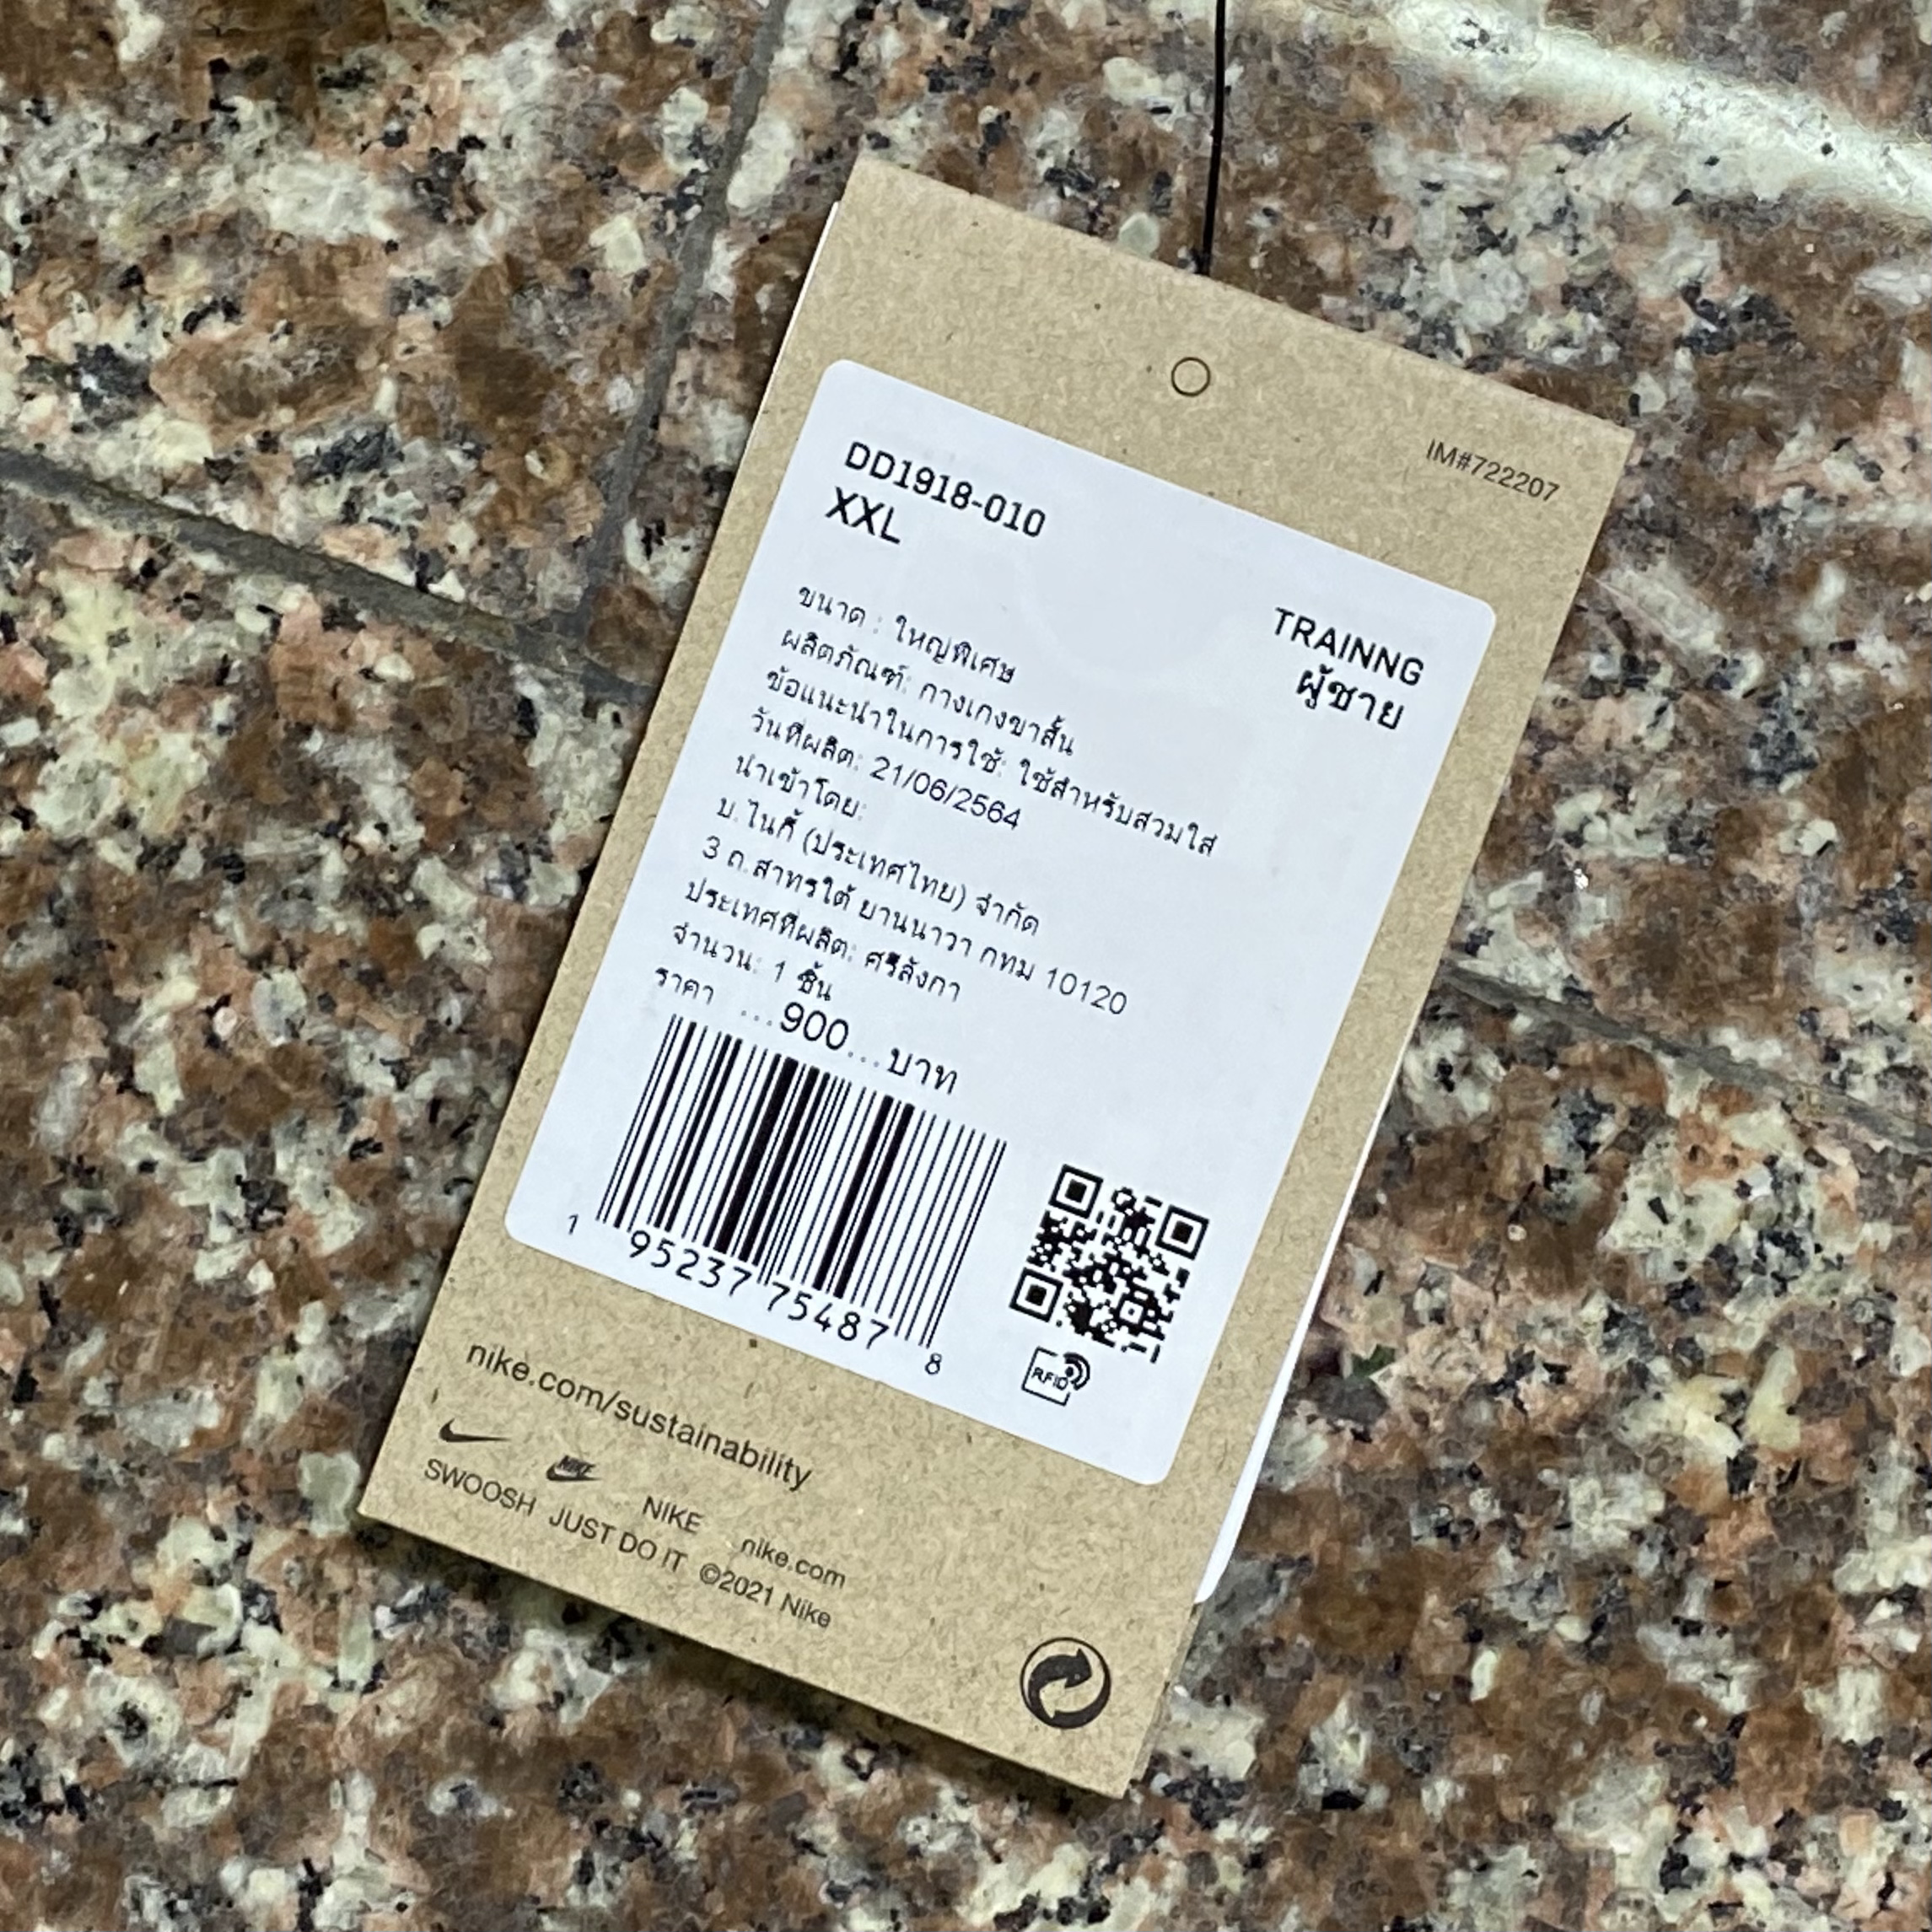 IM#722207
DD1918-010
XXL
TRAINNG
ผู้ชาย
ขนาด : ใหญ่พิเศษ
ผลิตภัณฑ์: กางเกงขาสั้น
ข้อแนะนำในการใช้: ใช้สำหรับสวมใส่
วันที่ผลิต: 21/06/2564
นำเข้าโดย:
บ.ไนกี้ (ประเทศไทย) จำกัด
3 ถ.สาทรใต้ ยานนาวา กทม 10120
ประเทศที่ผลิต: ศรีลังกา
จำนวน: 1 ชิ้น
ราคา ...900...บาท
1 95237 75487 8
RFID
nike.com/sustainability
NIKE NIKE nike.com
SWOOSH JUST DO IT ©2021 Nike